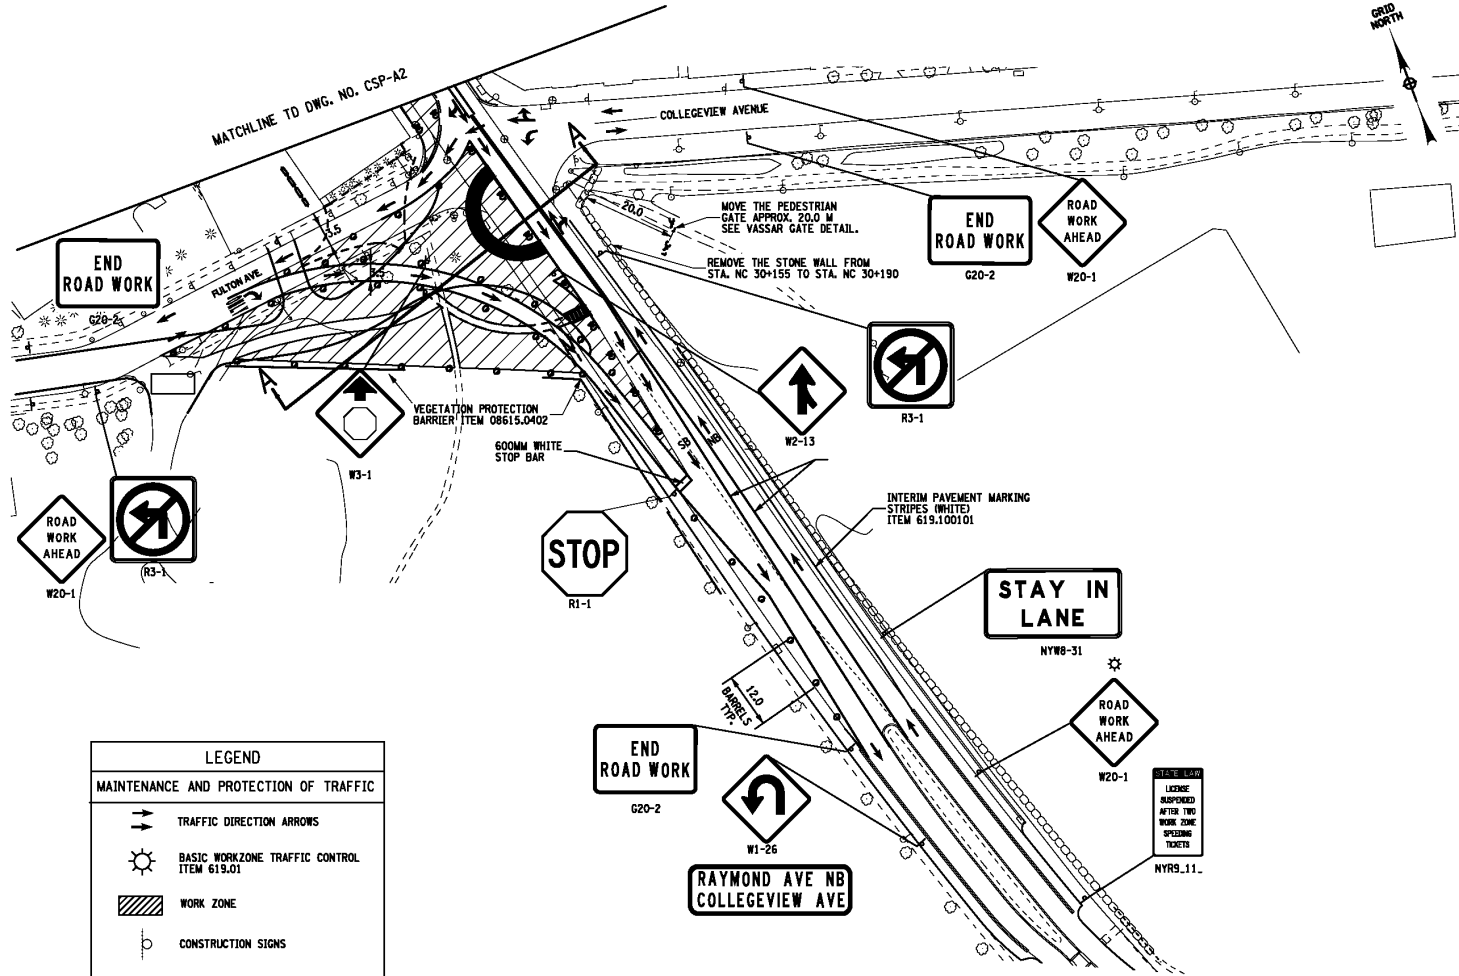 GRID
NORTH
MATCHLINE TO DWG. NO. CSP-A2
COLLEGEVIEW AVENUE
A
END
ROAD WORK
G20-2
FULTON AVE.
3.5
3.5
20.0
MOVE THE PEDESTRIAN
GATE APPROX. 20.0 M
SEE VASSAR GATE DETAIL.
REMOVE THE STONE WALL FROM
STA. NC 30+155 TO STA. NC 30+190
END
ROAD WORK
G20-2
ROAD
WORK
AHEAD
W20-1
R3-1
W2-13
A
W3-1
VEGETATION PROTECTION
BARRIER ITEM 08615.0402
600MM WHITE
STOP BAR
SB
NB
INTERIM PAVEMENT MARKING
STRIPES (WHITE)
ITEM 619.100101
ROAD
WORK
AHEAD
W20-1
R3-1
STOP
R1-1
STAY IN
LANE
NYW8-31
ROAD
WORK
AHEAD
W20-1
12.0
BARRELS
TYP.
END
ROAD WORK
G20-2
W1-26
RAYMOND AVE NB
COLLEGEVIEW AVE
STATE LAW
LICENSE
SUSPENDED
AFTER TWO
WORK ZONE
SPEEDING
TICKETS
NYR9_11_
LEGEND
MAINTENANCE AND PROTECTION OF TRAFFIC
TRAFFIC DIRECTION ARROWS
BASIC WORKZONE TRAFFIC CONTROL
ITEM 619.01
WORK ZONE
CONSTRUCTION SIGNS